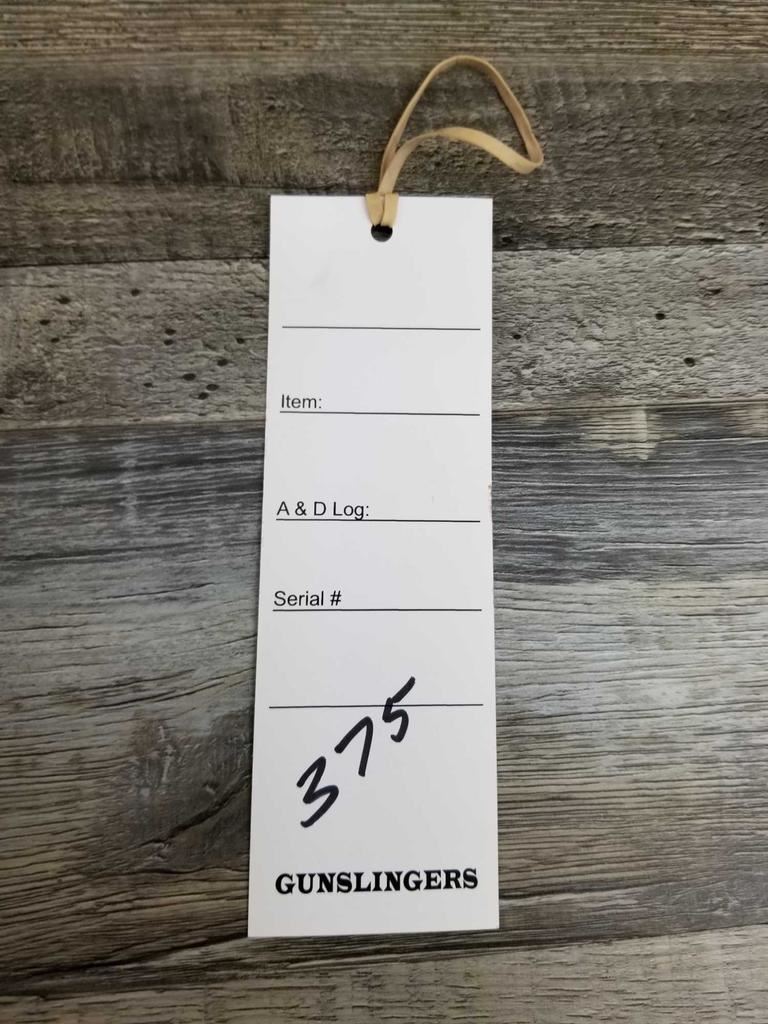 Item:
A & D Log:
Serial #
375
GUNSLINGERS